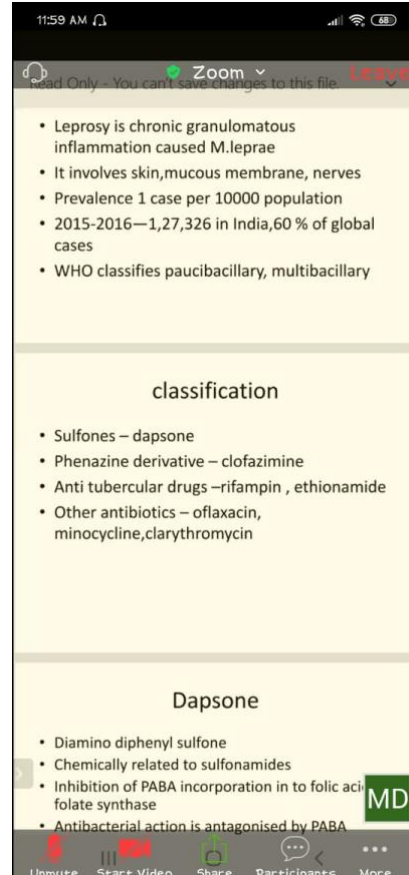 11:59 AM
68
Zoom
Leave
Read Only - You can't save changes to this file.
• Leprosy is chronic granulomatous
inflammation caused M.leprae
• It involves skin,mucous membrane, nerves
• Prevalence 1 case per 10000 population
• 2015-2016—1,27,326 in India,60 % of global
cases
• WHO classifies paucibacillary, multibacillary
classification
• Sulfones – dapsone
• Phenazine derivative – clofazimine
• Anti tubercular drugs –rifampin , ethionamide
• Other antibiotics – oflaxacin,
minocycline,clarythromycin
Dapsone
• Diamino diphenyl sulfone
• Chemically related to sulfonamides
• Inhibition of PABA incorporation in to folic aci
folate synthase
MD
• Antibacterial action is antagonised by PABA
Unmute Start Video Share Participants More